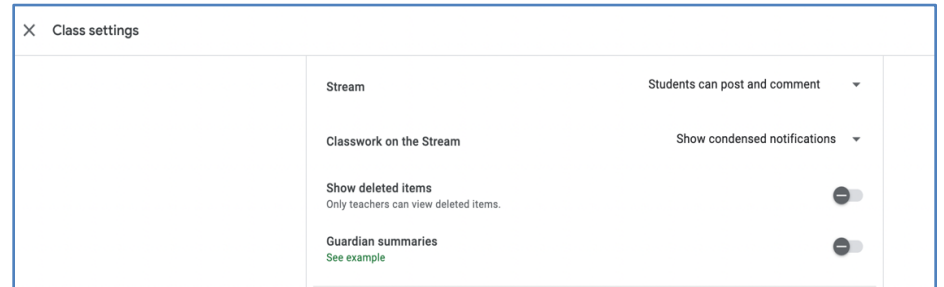 Class settings
Stream
Students can post and comment
Classwork on the Stream
Show condensed notifications
Show deleted items
Only teachers can view deleted items.
Guardian summaries
See example